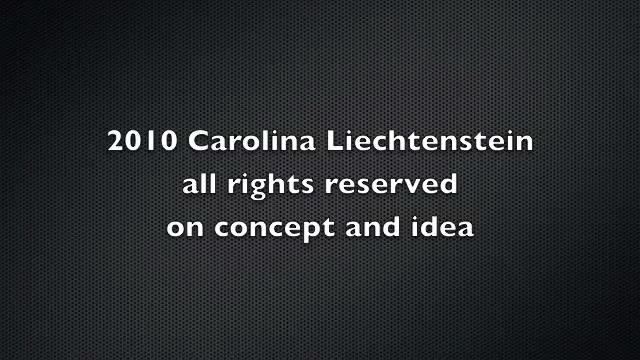 2010 Carolina Liechtenstein
all rights reserved
on concept and idea